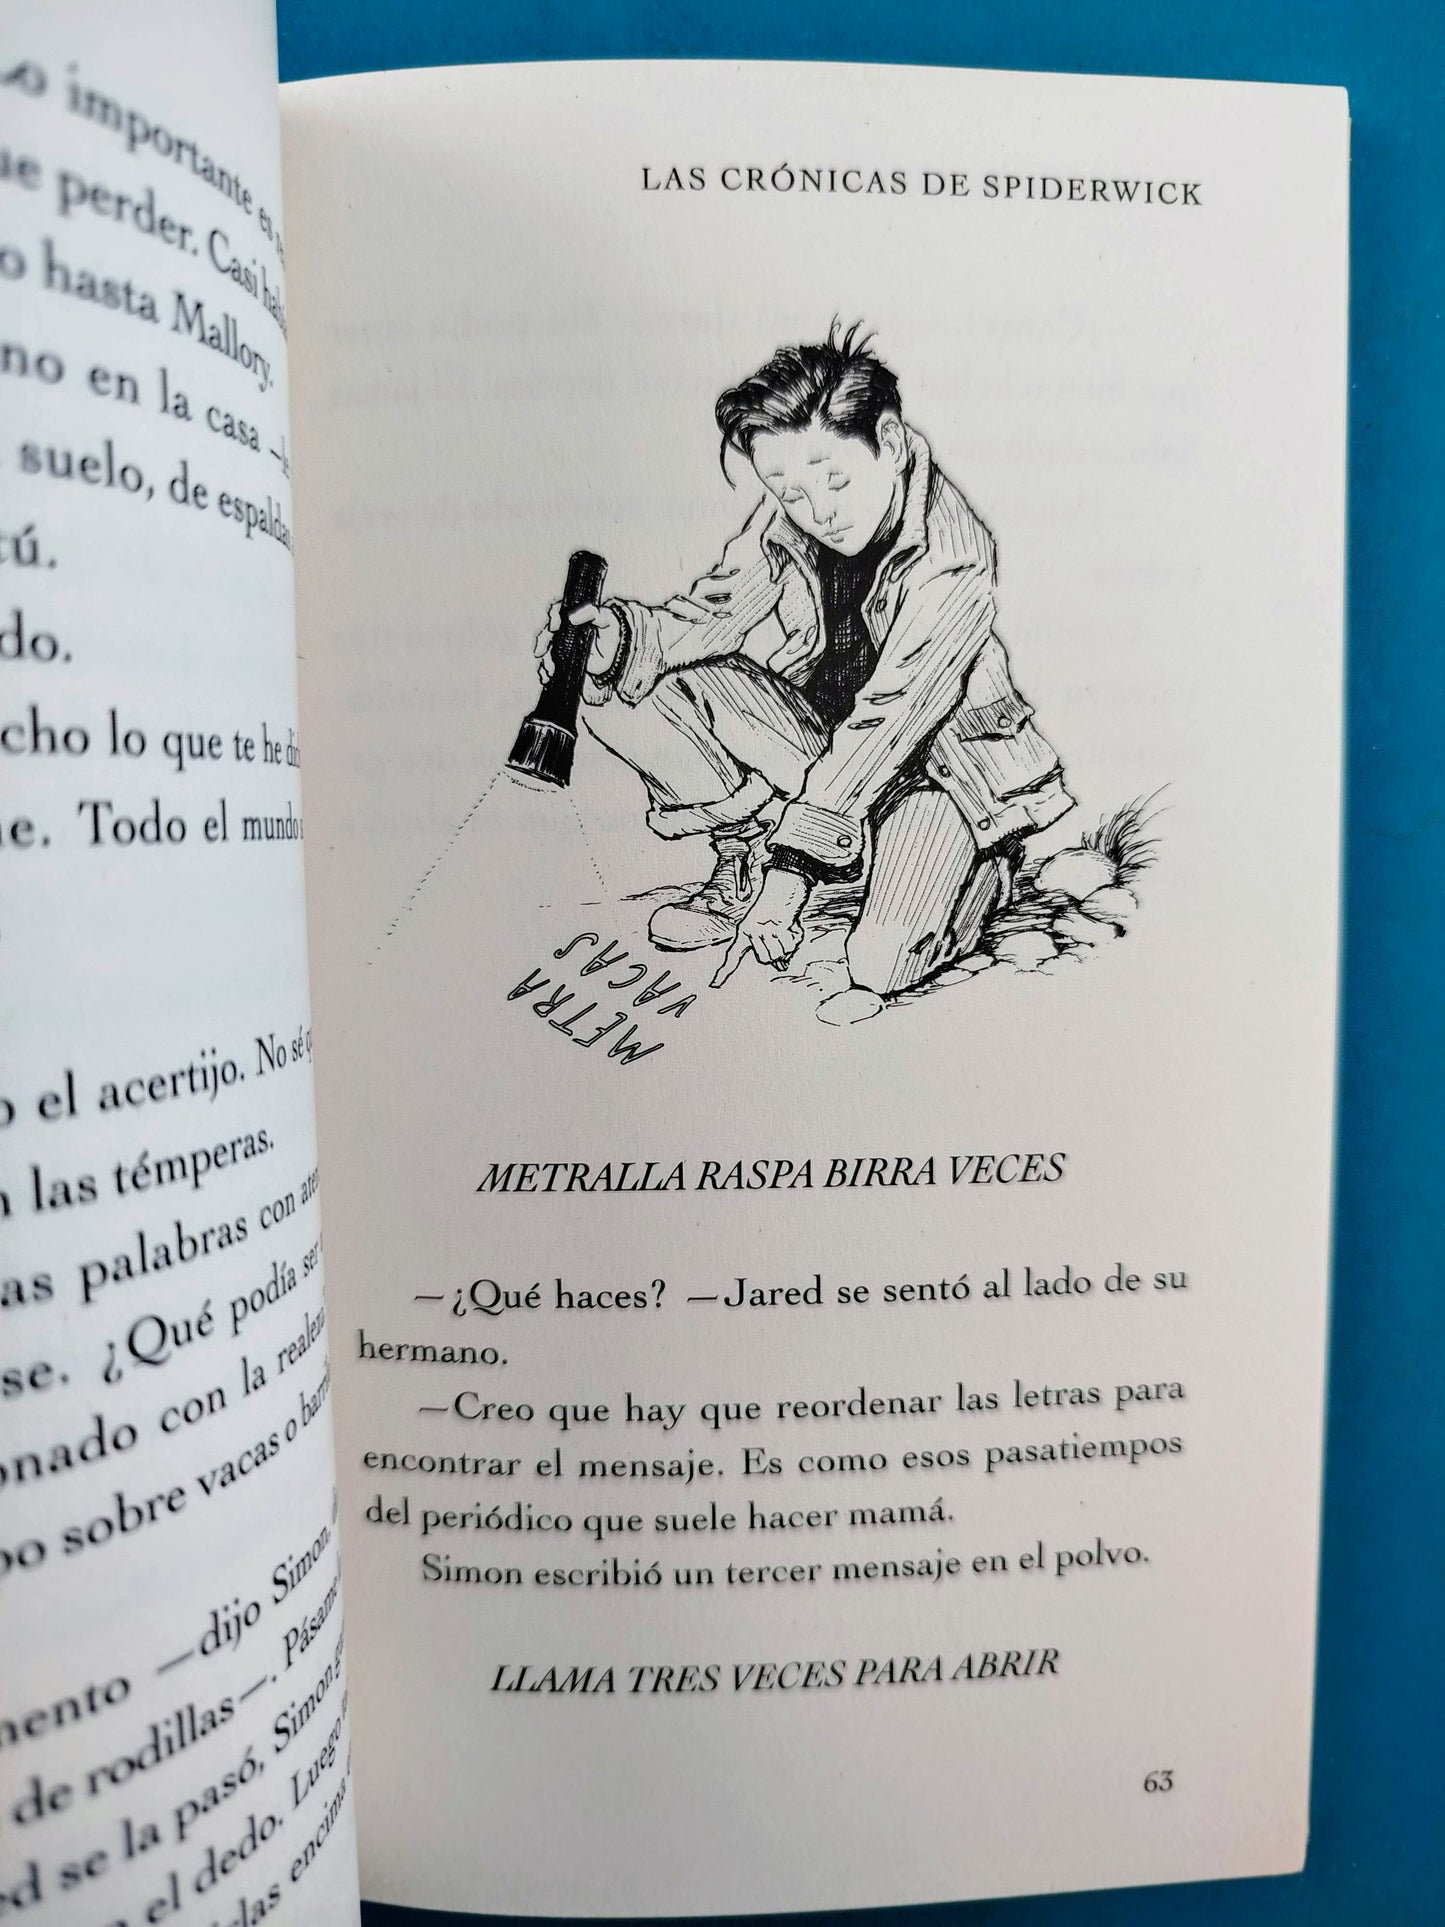 importante es
perder. Casi
hasta Mallory.
no en la casa
suelo, de espaldas
tú.
lo que te he
Todo el mundo
el acertijo. No sé
las témperas.
palabras con
se. ¿Qué podía ser
con la
sobre vacas o
—dijo Simon,
de rodillas—. Pásame
se la pasó, Simon
el dedo. Luego
encima
LAS CRÓNICAS DE SPIDERWICK
METRA
VACAS
METRALLA RASPA BIRRA VECES
—¿Qué haces? —Jared se sentó al lado de su
hermano.
—Creo que hay que reordenar las letras para
encontrar el mensaje. Es como esos pasatiempos
del periódico que suele hacer mamá.
Simon escribió un tercer mensaje en el polvo.
LLAMA TRES VECES PARA ABRIR
63